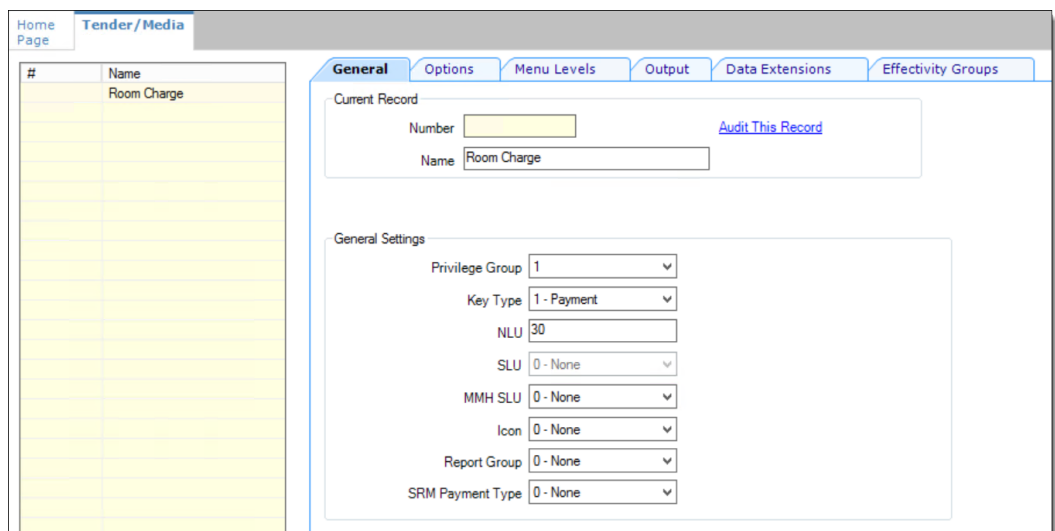 Home Page
Tender/Media
# Name
Room Charge
General Options Menu Levels Output Data Extensions Effectivity Groups
Current Record
Number
Audit This Record
Name Room Charge
General Settings
Privilege Group 1
Key Type 1 - Payment
NLU 30
SLU 0 - None
MMH SLU 0 - None
Icon 0 - None
Report Group 0 - None
SRM Payment Type 0 - None